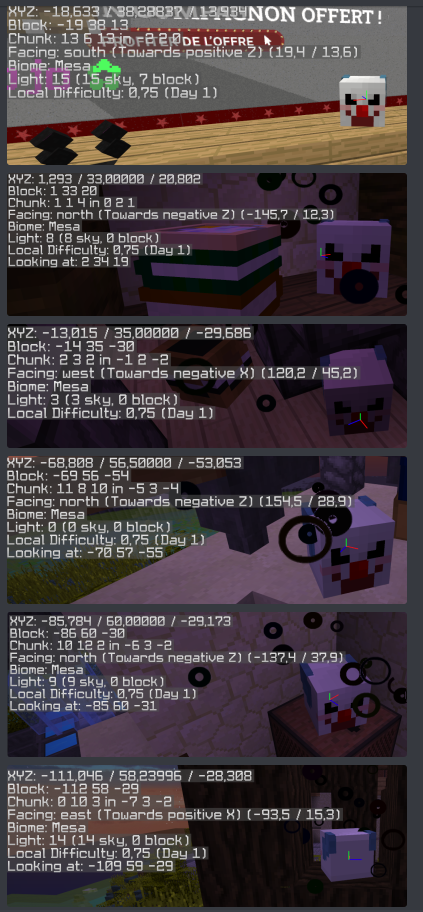 XYZ: -18,633 / 38,28837 / 13,984
GNON OFFERT !
Block: -19 38 13
PROFITER DE L'OFFRE
Chunk: 13 6 13 in -2 2 0
Facing: south (Towards positive Z) (19,4 / 13,6)
Biome: Mesa
Light: 15 (15 sky, 7 block)
Local Difficulty: 0,75 (Day 1)
XYZ: 1,293 / 33,00000 / 20,802
Block: 1 33 20
Chunk: 1 1 4 in 0 2 1
Facing: north (Towards negative Z) (-145,7 / 12,3)
Biome: Mesa
Light: 8 (8 sky, 0 block)
Local Difficulty: 0,75 (Day 1)
Looking at: 2 34 19
XYZ: -13,015 / 35,00000 / -29,686
Block: -14 35 -30
Chunk: 2 3 2 in -1 2 -2
Facing: west (Towards negative X) (120,2 / 45,2)
Biome: Mesa
Light: 3 (3 sky, 0 block)
Local Difficulty: 0,75 (Day 1)
XYZ: -68,808 / 56,50000 / -53,053
Block: -69 56 -54
Chunk: 11 8 10 in -5 3 -4
Facing: north (Towards negative Z) (154,5 / 28,9)
Biome: Mesa
Light: 0 (0 sky, 0 block)
Local Difficulty: 0,75 (Day 1)
Looking at: -70 57 -55
XYZ: -85,784 / 60,00000 / -29,173
Block: -86 60 -30
Chunk: 10 12 2 in -6 3 -2
Facing: north (Towards negative Z) (-137,4 / 37,9)
Biome: Mesa
Light: 9 (9 sky, 0 block)
Local Difficulty: 0,75 (Day 1)
Looking at: -85 60 -31
XYZ: -111,046 / 58,23996 / -28,308
Block: -112 58 -29
Chunk: 0 10 3 in -7 3 -2
Facing: east (Towards positive X) (-93,5 / 15,3)
Biome: Mesa
Light: 14 (14 sky, 0 block)
Local Difficulty: 0,75 (Day 1)
Looking at: -109 59 -29